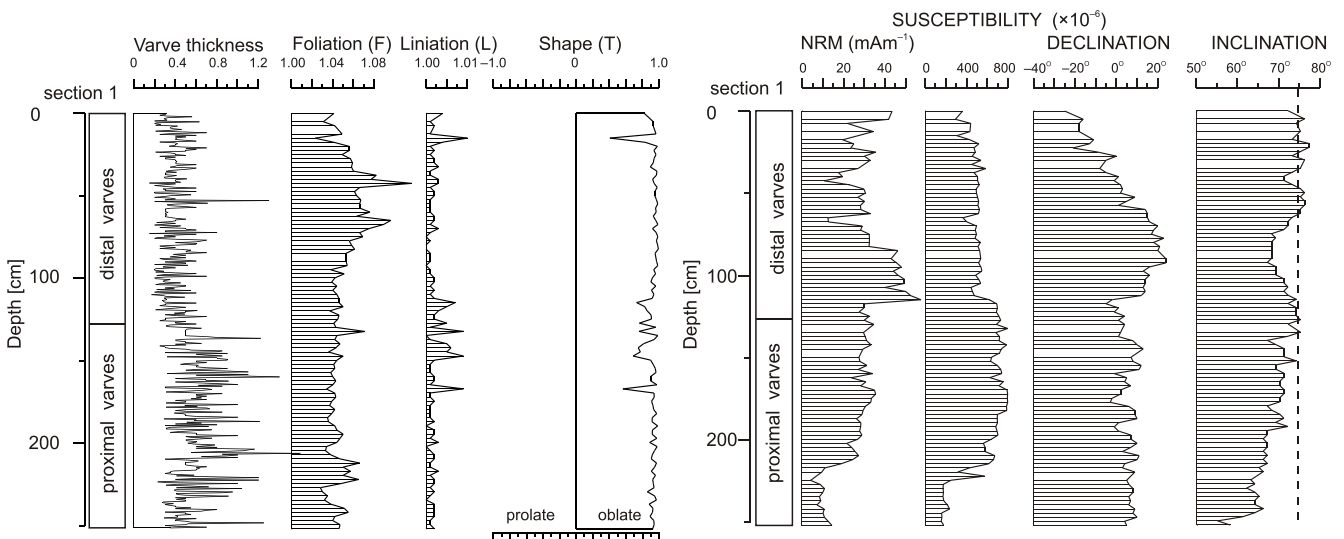 SUSCEPTIBILITY (×10⁻⁶)
Varve thickness Foliation (F) Liniation (L) Shape (T) NRM (mAm⁻¹) DECLINATION INCLINATION
0 0.4 0.8 1.2 1.00 1.04 1.08 1.00 1.01 –1.0 0 1.0 0 20 40 0 400 800 –40° –20° 20° 50° 60° 70° 80°
section 1 section 1
0 0
distal varves distal varves
100 100
Depth [cm] Depth [cm]
proximal varves proximal varves
200 200
prolate oblate